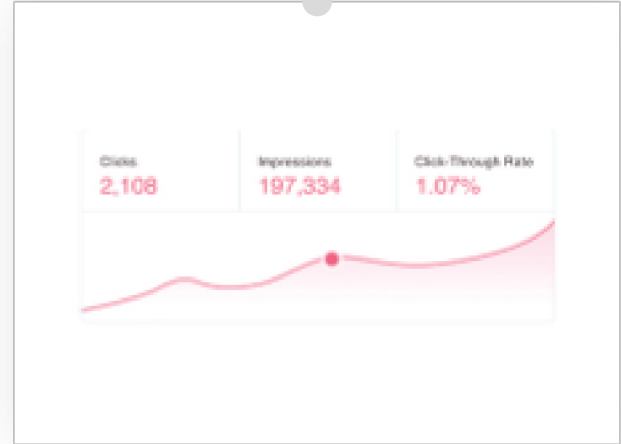 Clicks
2,108
Impressions
197,334
Click-Through Rate
1.07%